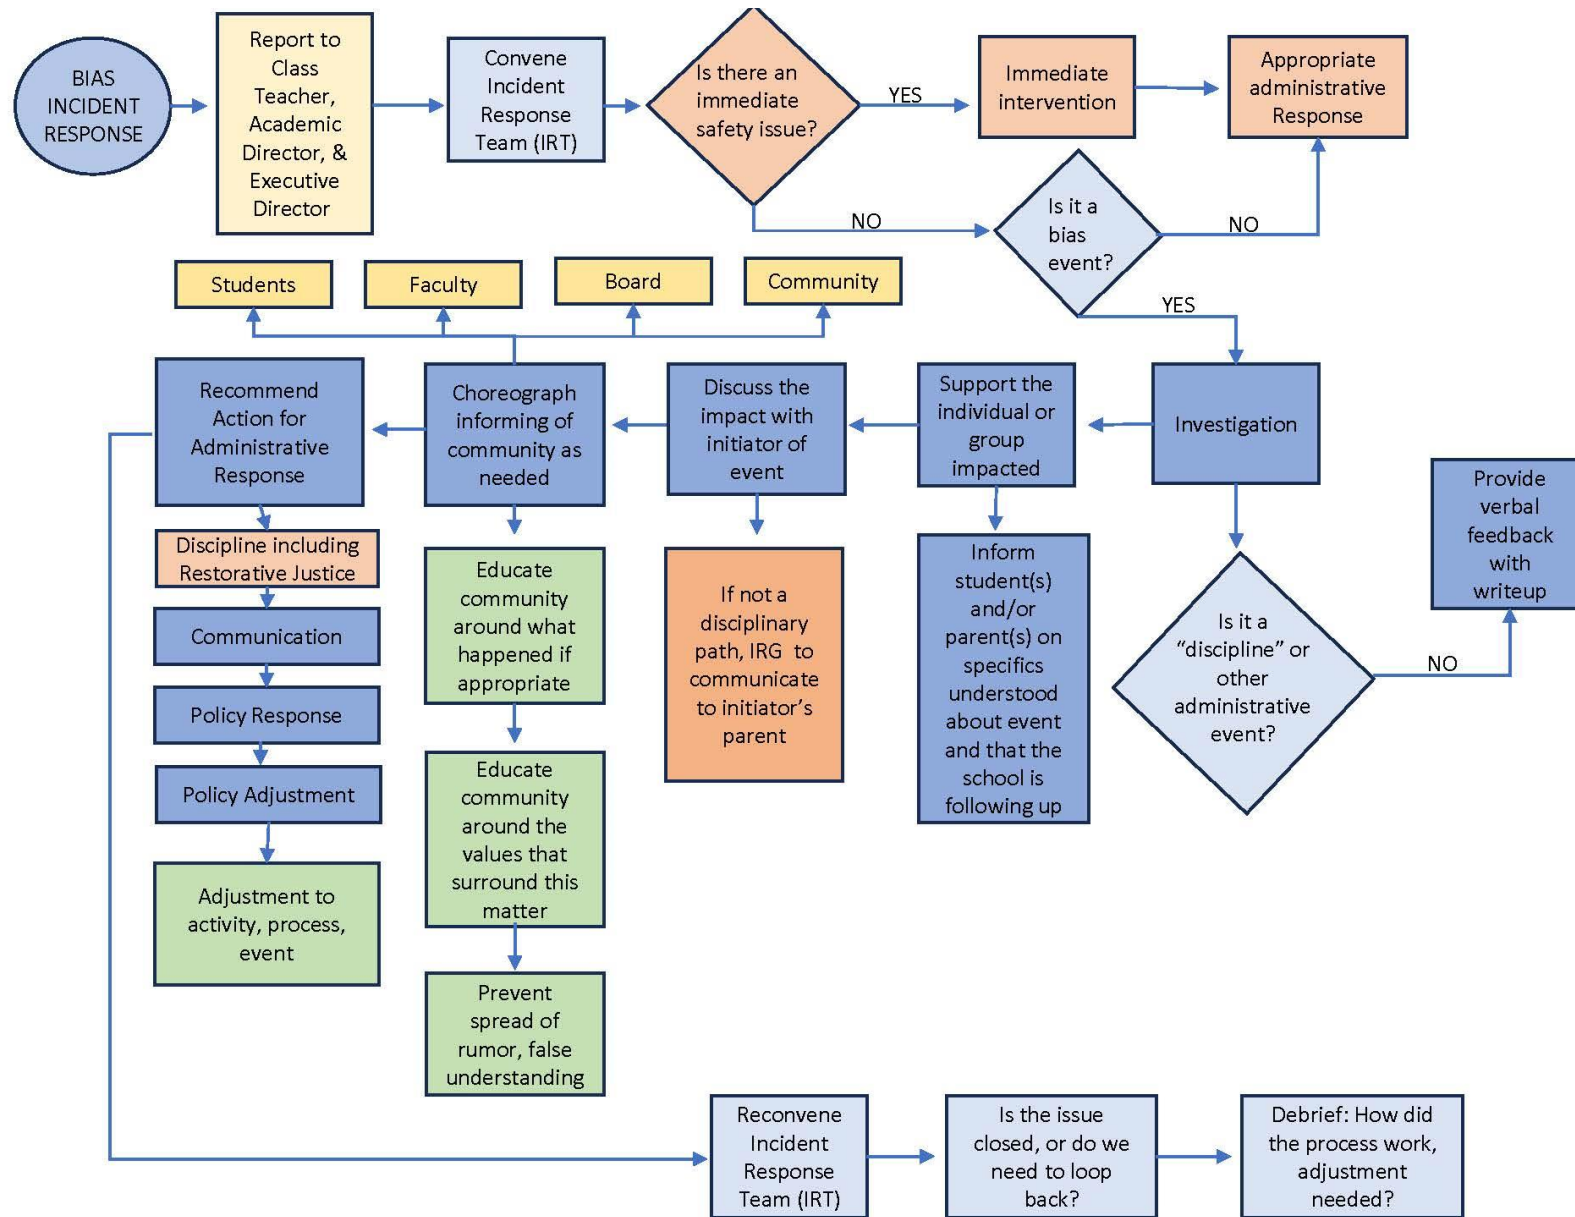 BIAS
INCIDENT
RESPONSE
Report to
Class
Teacher,
Academic
Director, &
Executive
Director
Convene
Incident
Response
Team (IRT)
Is there an
immediate
safety issue?
YES
Immediate
intervention
Appropriate
administrative
Response
NO
Is it a
bias
event?
NO
YES
Students
Faculty
Board
Community
Recommend
Action for
Administrative
Response
Choreograph
informing of
community as
needed
Discuss the
impact with
initiator of
event
Support the
individual or
group
impacted
Investigation
Provide
verbal
feedback
with
writeup
Discipline including
Restorative Justice
Communication
Policy Response
Policy Adjustment
Adjustment to
activity, process,
event
Educate
community
around what
happened if
appropriate
Educate
community
around the
values that
surround this
matter
Prevent
spread of
rumor, false
understanding
If not a
disciplinary
path, IRG to
communicate
to initiator’s
parent
Inform
student(s)
and/or
parent(s) on
specifics
understood
about event
and that the
school is
following up
Is it a
“discipline” or
other
administrative
event?
NO
Reconvene
Incident
Response
Team (IRT)
Is the issue
closed, or do we
need to loop
back?
Debrief: How did
the process work,
adjustment
needed?